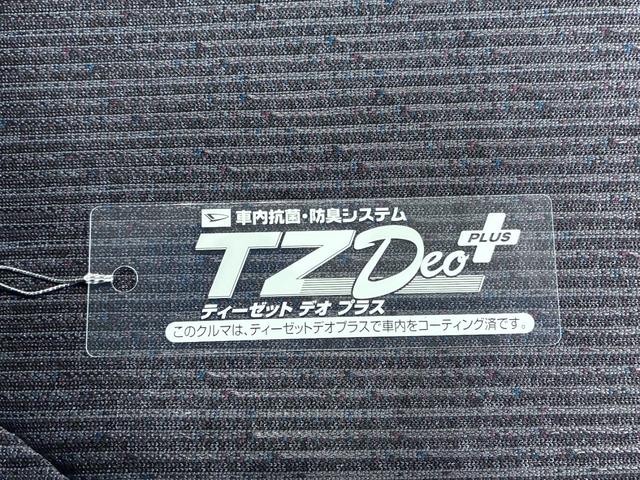 車内抗菌・防臭システム
TZ Deo PLUS
ティーゼット デオ プラス
このクルマは、ティーゼットデオプラスで車内をコーティング済です。